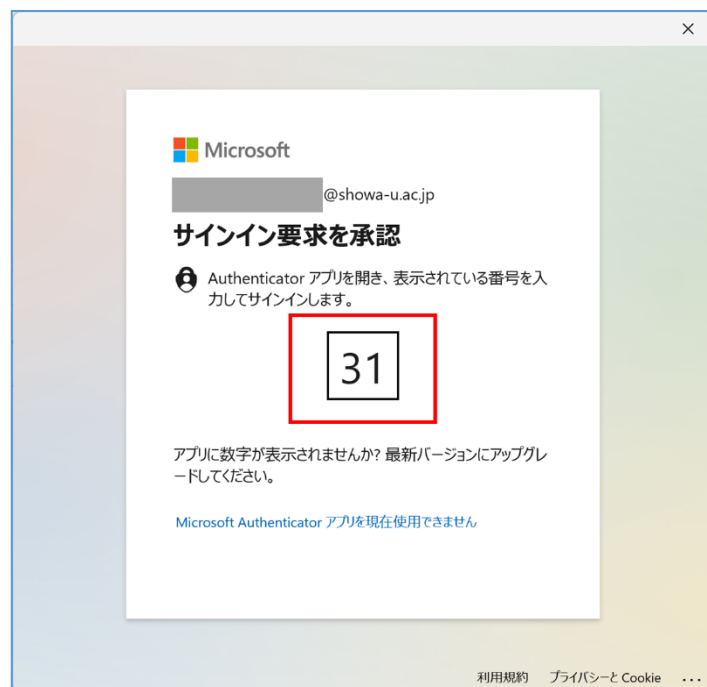 Microsoft
@showa-u.ac.jp
サインイン要求を承認
Authenticator アプリを開き、表示されている番号を入
力してサインインします。
31
アプリに数字が表示されませんか? 最新バージョンにアップグレ
ードしてください。
Microsoft Authenticator アプリを現在使用できません
利用規約 プライバシーと Cookie ...